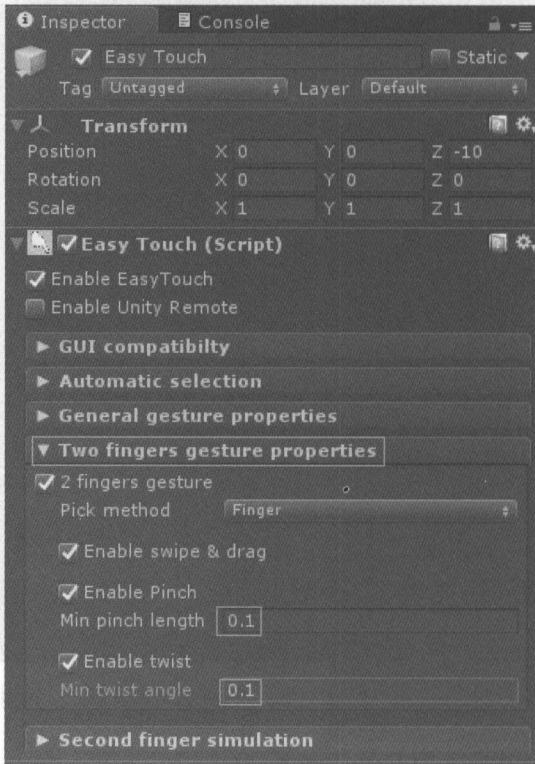 Inspector Console
Easy Touch Static
Tag Untagged Layer Default
Transform
Position X 0 Y 0 Z -10
Rotation X 0 Y 0 Z 0
Scale X 1 Y 1 Z 1
Easy Touch (Script)
Enable EasyTouch
Enable Unity Remote
GUI compatibilty
Automatic selection
General gesture properties
Two fingers gesture properties
2 fingers gesture
Pick method Finger
Enable swipe & drag
Enable Pinch
Min pinch length 0.1
Enable twist
Min twist angle 0.1
Second finger simulation